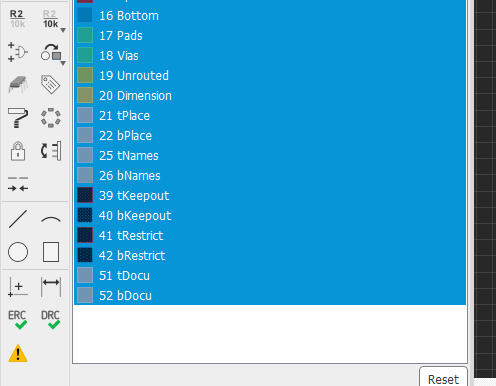 R2
10k
R2
10k
16 Bottom
17 Pads
18 Vias
19 Unrouted
20 Dimension
21 tPlace
22 bPlace
25 tNames
26 bNames
39 tKeepout
40 bKeepout
41 tRestrict
42 bRestrict
51 tDocu
52 bDocu
ERC
DRC
Reset